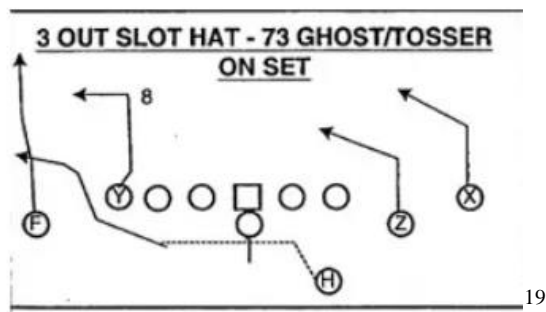 3 OUT SLOT HAT - 73 GHOST/TOSSER
ON SET
8
Y
X
F
Z
H
19